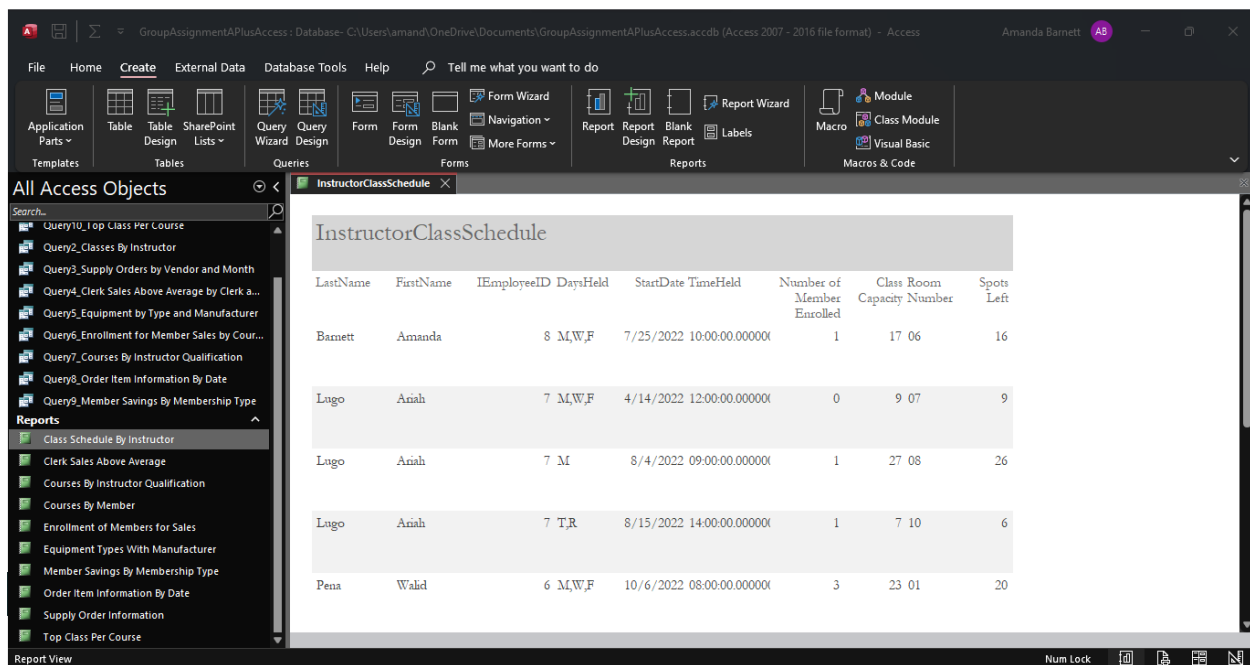 GroupAssignmentAPlusAccess : Database- C:\Users\amand\OneDrive\Documents\GroupAssignmentAPlusAccess.accdb (Access 2007 - 2016 file format) - Access Amanda Barnett AB
File Home Create External Data Database Tools Help Tell me what you want to do
Application Parts
Table
Table Design
SharePoint Lists
Query Wizard
Query Design
Form
Form Design
Blank Form
Form Wizard
Navigation
More Forms
Report
Report Design
Blank Report
Report Wizard
Labels
Macro
Module
Class Module
Visual Basic
Templates Tables Queries Forms Reports Macros & Code
All Access Objects
Search...
Query10_Top Class Per Course
Query2_Classes By Instructor
Query3_Supply Orders by Vendor and Month
Query4_Clerk Sales Above Average by Clerk a...
Query5_Equipment by Type and Manufacturer
Query6_Enrollment for Member Sales by Cour...
Query7_Courses By Instructor Qualification
Query8_Order Item Information By Date
Query9_Member Savings By Membership Type
Reports
Class Schedule By Instructor
Clerk Sales Above Average
Courses By Instructor Qualification
Courses By Member
Enrollment of Members for Sales
Equipment Types With Manufacturer
Member Savings By Membership Type
Order Item Information By Date
Supply Order Information
Top Class Per Course
InstructorClassSchedule
InstructorClassSchedule
LastName FirstName IEmployeeID DaysHeld StartDate TimeHeld Number of Class Room Spots
Member Capacity Number Left
Enrolled
Barnett Amanda 8 M,W,F 7/25/2022 10:00:00.00000 1 17 06 16
Lugo Ariah 7 M,W,F 4/14/2022 12:00:00.00000 0 9 07 9
Lugo Ariah 7 M 8/4/2022 09:00:00.00000 1 27 08 26
Lugo Ariah 7 T,R 8/15/2022 14:00:00.00000 1 7 10 6
Pena Walid 6 M,W,F 10/6/2022 08:00:00.00000 3 23 01 20
Report View Num Lock